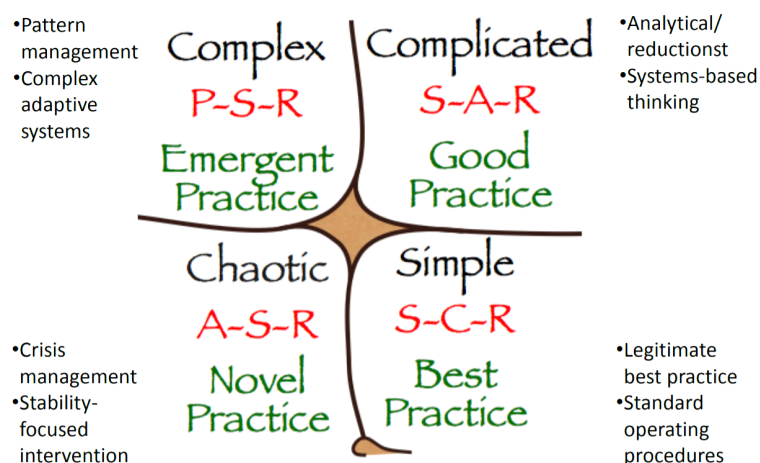 •Pattern
management
•Complex
adaptive
systems
Complex
P-S-R
Emergent
Practice
Complicated
S-A-R
Good
Practice
•Analytical/
reductionst
•Systems-based
thinking
•Crisis
management
•Stability-
focused
intervention
Chaotic
A-S-R
Novel
Practice
Simple
S-C-R
Best
Practice
•Legitimate
best practice
•Standard
operating
procedures